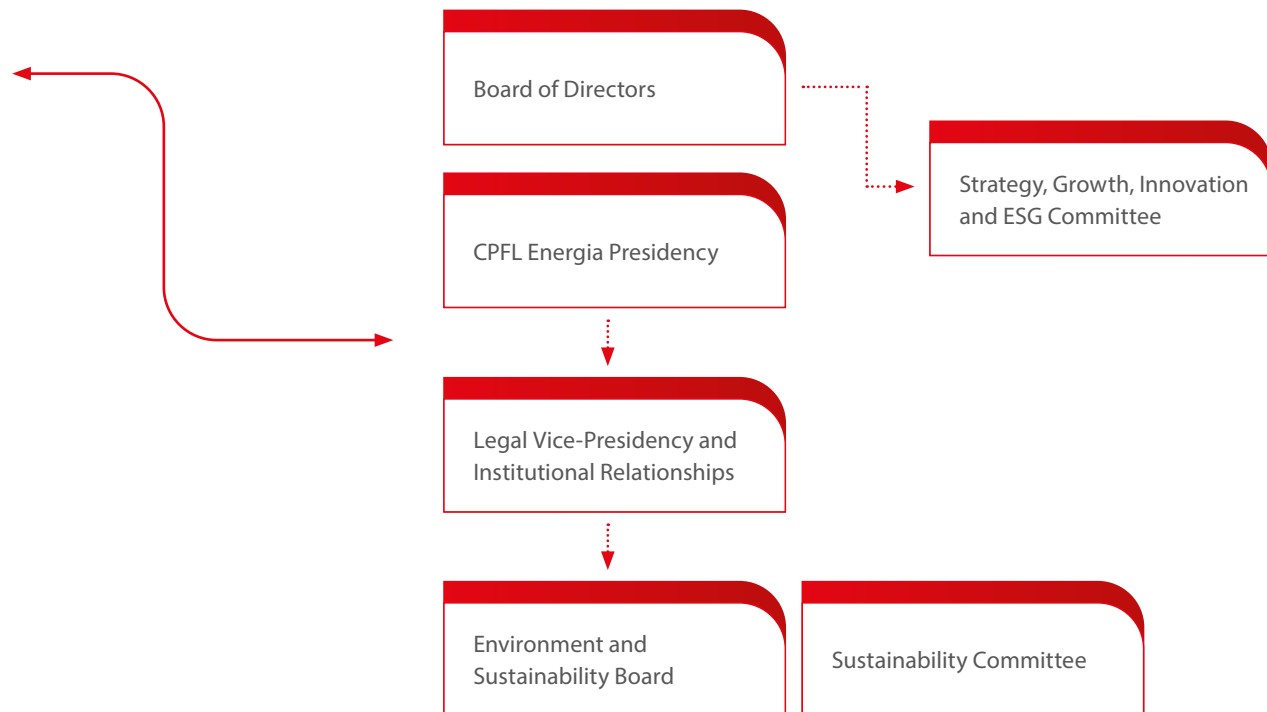 Board of Directors
Strategy, Growth, Innovation
and ESG Committee
CPFL Energia Presidency
Legal Vice-Presidency and
Institutional Relationships
Environment and
Sustainability Board
Sustainability Committee